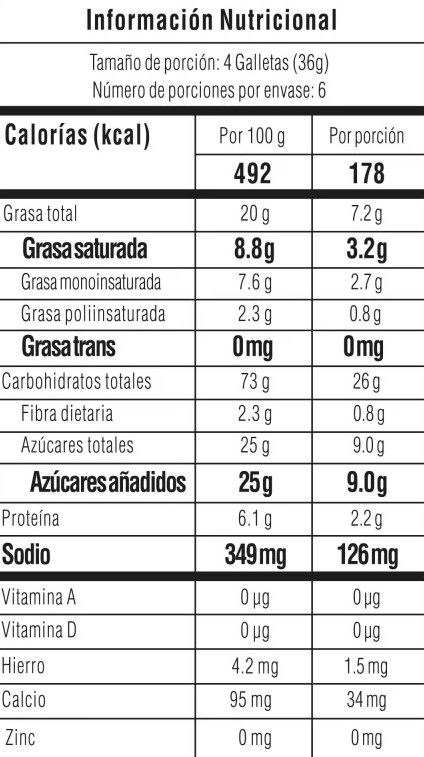 Información Nutricional
Tamaño de porción: 4 Galletas (36g)
Número de porciones por envase: 6
Calorías (kcal) Por 100 g Por porción
492 178
Grasa total 20 g 7.2 g
Grasa saturada 8.8 g 3.2 g
Grasa monoinsaturada 7.6 g 2.7 g
Grasa poliinsaturada 2.3 g 0.8 g
Grasa trans 0 mg 0 mg
Carbohidratos totales 73 g 26 g
Fibra dietaria 2.3 g 0.8 g
Azúcares totales 25 g 9.0 g
Azúcares añadidos 25 g 9.0 g
Proteína 6.1 g 2.2 g
Sodio 349 mg 126 mg
Vitamina A 0 µg 0 µg
Vitamina D 0 µg 0 µg
Hierro 4.2 mg 1.5 mg
Calcio 95 mg 34 mg
Zinc 0 mg 0 mg